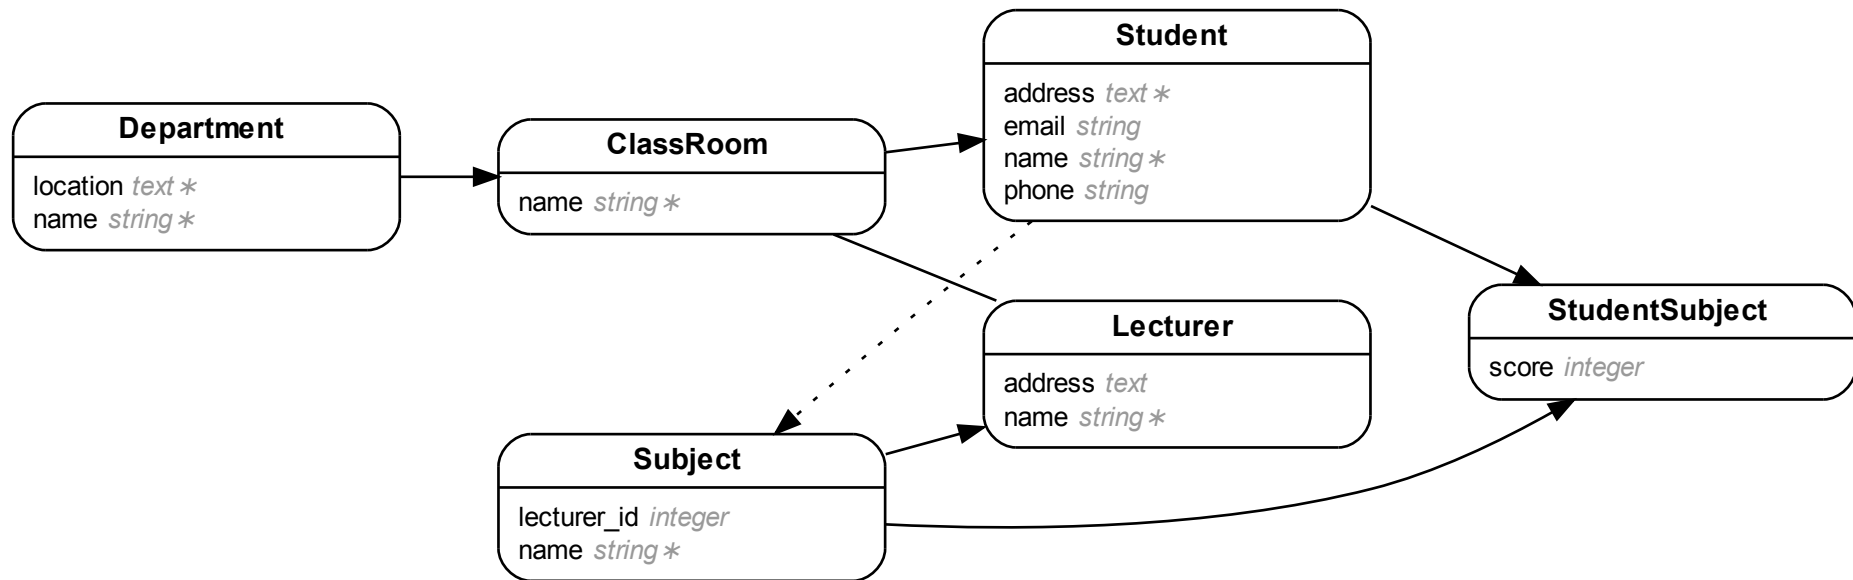 Department
location text ∗
name string ∗
ClassRoom
name string ∗
Student
address text ∗
email string
name string ∗
phone string
Lecturer
address text
name string ∗
Subject
lecturer_id integer
name string ∗
StudentSubject
score integer